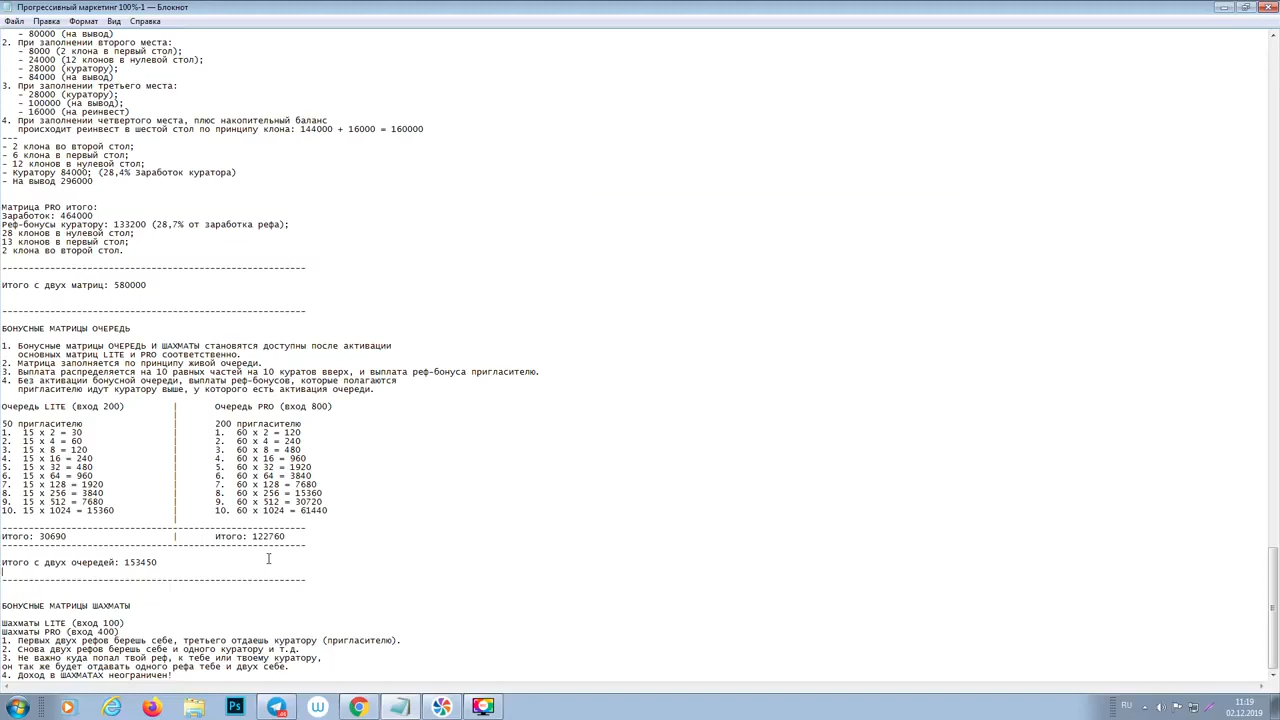 Прогрессивный маркетинг 100%-1 — Блокнот
Файл Правка Формат Вид Справка
- 80000 (на вывод)
2. При заполнении второго места:
- 8000 (2 клона в первый стол);
- 24000 (12 клонов в нулевой стол);
- 28000 (куратору);
- 84000 (на вывод)
3. При заполнении третьего места:
- 28000 (куратору);
- 100000 (на вывод);
- 16000 (на реинвест)
4. При заполнении четвертого места, плюс накопительный баланс
происходит реинвест в шестой стол по принципу клона: 144000 + 16000 = 160000
---
- 2 клона во второй стол;
- 6 клона в первый стол;
- 12 клонов в нулевой стол;
- Куратору 84000; (28,4% Заработок куратора)
- На вывод 296000
Матрица PRO итого:
Заработок: 464000
Реф-бонусы куратору: 133200 (28,7% от заработка рефа);
28 клонов в нулевой стол;
13 клонов в первый стол;
2 клона во второй стол.
---------------------------------------------------------
Итого с двух матриц: 580000
---------------------------------------------------------
БОНУСНЫЕ МАТРИЦЫ ОЧЕРЕДЬ
1. Бонусные матрицы ОЧЕРЕДЬ И ШАХМАТЫ становятся доступны после активации
основных матриц LITE и PRO соответственно.
2. Матрица заполняется по принципу живой очереди.
3. Выплата распределяется на 10 равных частей на 10 куратов вверх, и выплата реф-бонуса пригласителю.
4. Без активации бонусной очереди, выплаты реф-бонусов, которые полагаются
пригласителю идут куратору выше, у которого есть активация очереди.
Очередь LITE (вход 200) | Очередь PRO (вход 800)
|
50 пригласителю | 200 пригласителю
1. 15 x 2 = 30 | 1. 60 x 2 = 120
2. 15 x 4 = 60 | 2. 60 x 4 = 240
3. 15 x 8 = 120 | 3. 60 x 8 = 480
4. 15 x 16 = 240 | 4. 60 x 16 = 960
5. 15 x 32 = 480 | 5. 60 x 32 = 1920
6. 15 x 64 = 960 | 6. 60 x 64 = 3840
7. 15 x 128 = 1920 | 7. 60 x 128 = 7680
8. 15 x 256 = 3840 | 8. 60 x 256 = 15360
9. 15 x 512 = 7680 | 9. 60 x 512 = 30720
10. 15 x 1024 = 15360 | 10. 60 x 1024 = 61440
|
---------------------------------------------------------
Итого: 30690 | Итого: 122760
---------------------------------------------------------
Итого с двух очередей: 153450
---------------------------------------------------------
БОНУСНЫЕ МАТРИЦЫ ШАХМАТЫ
Шахматы LITE (вход 100)
Шахматы PRO (вход 400)
1. Первых двух рефов берешь себе, третьего отдаешь куратору (пригласителю).
2. Снова двух рефов берешь себе и одного куратору и т.д.
3. Не важно куда попал твой реф, к тебе или твоему куратору,
он так же будет отдавать одного рефа тебе и двух себе.
4. Доход в ШАХМАТАХ неограничен!
Ps
W
RU
11:19
02.12.2019